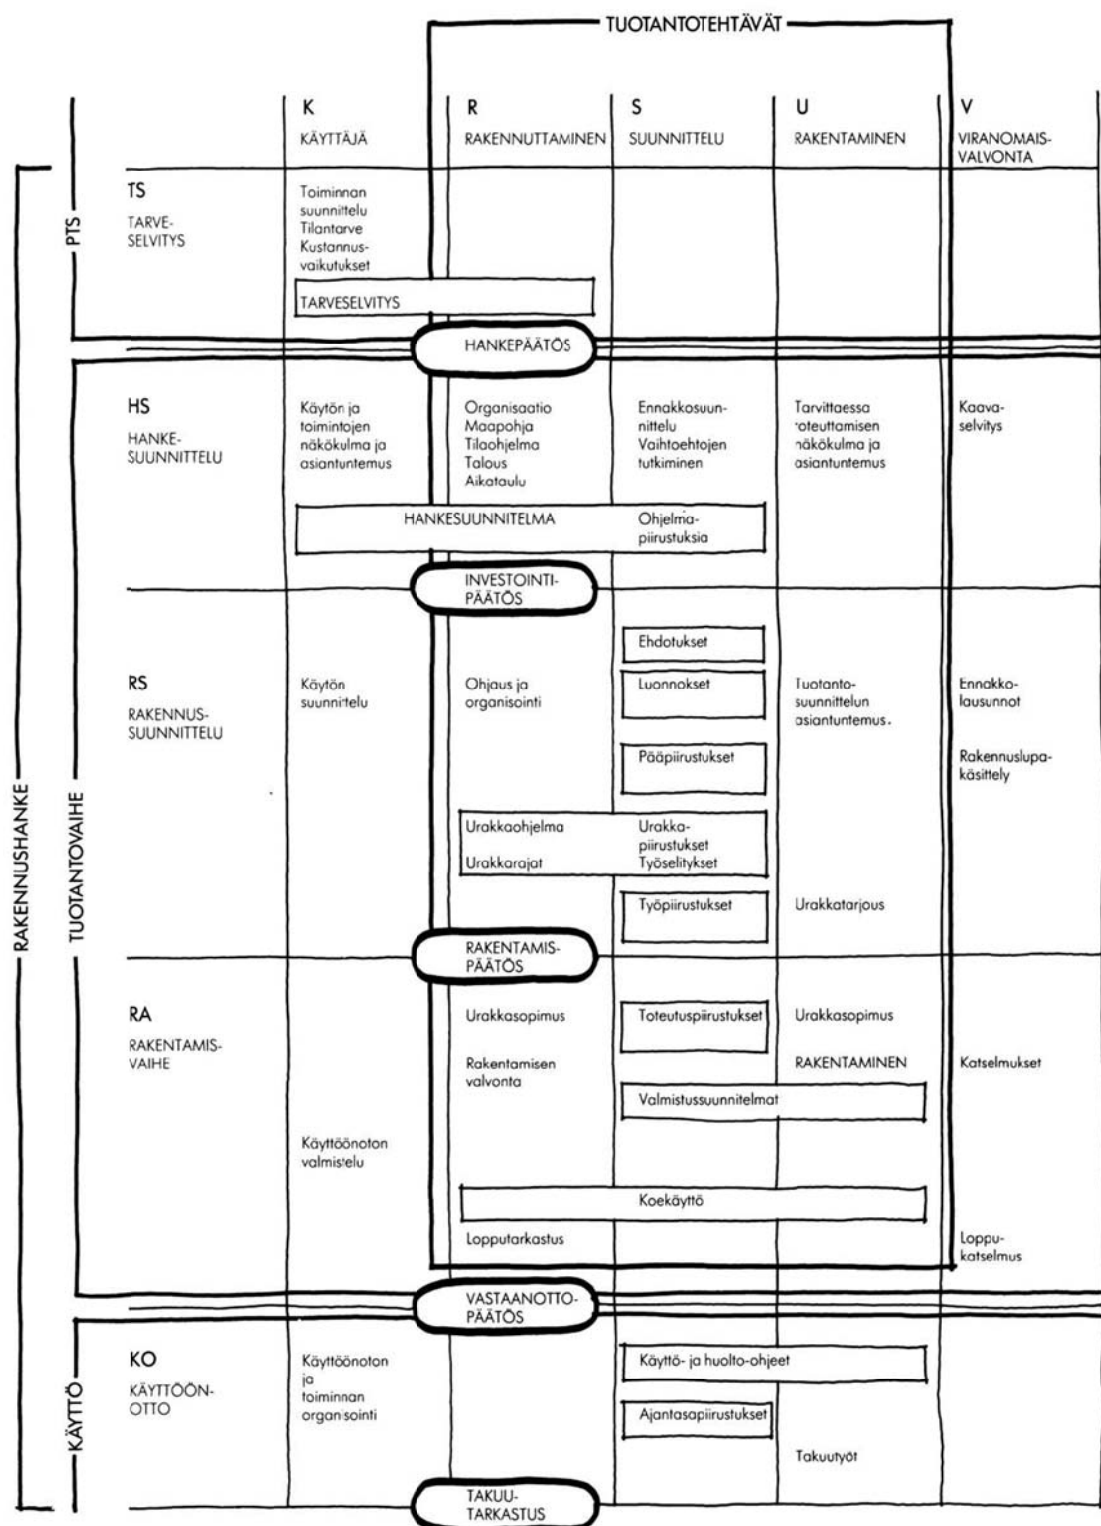 TUOTANTOTEHTÄVÄT
K
KÄYTTÄJÄ
R
RAKENNUTTAMINEN
S
SUUNNITTELU
U
RAKENTAMINEN
V
VIRANOMAIS-
VALVONTA
RAKENNUSHANKE
PTS
TS
TARVE-
SELVITYS
Toiminnan
suunnittelu
Tilantarve
Kustannus-
vaikutukset
TARVESELVITYS
HANKEPÄÄTÖS
TUOTANTOVAIHE
HS
HANKE-
SUUNNITTELU
Käytön ja
toimintojen
näkökulma ja
asiantuntemus
Organisaatio
Maapohja
Tilaohjelma
Talous
Aikataulu
Ennakkosuun-
nittelu
Vaihtoehtojen
tutkiminen
Tarvittaessa
toteuttamisen
näkökulma ja
asiantuntemus
Kaava-
selvitys
HANKESUUNNITELMA
Ohjelma-
piirustuksia
INVESTOINTI-
PÄÄTÖS
RS
RAKENNUS-
SUUNNITTELU
Käytön
suunnittelu
Ohjaus ja
organisointi
Ehdotukset
Luonnokset
Tuotanto-
suunnittelun
asiantuntemus.
Ennakko-
lausunnot
Pääpiirustukset
Rakennuslupa-
käsittely
Urakkaohjelma
Urakkarajat
Urakka-
piirustukset
Työselitykset
Työpiirustukset
Urakkatarjous
RAKENTAMIS-
PÄÄTÖS
RA
RAKENTAMIS-
VAIHE
Urakkasopimus
Toteutuspiirustukset
Urakkasopimus
Rakentamisen
valvonta
RAKENTAMINEN
Katselmukset
Valmistussuunnitelmat
Käyttöönoton
valmistelu
Koekäyttö
Lopputarkastus
Loppu-
katselmus
VASTAANOTTO-
PÄÄTÖS
KÄYTTÖ
KO
KÄYTTÖÖN-
OTTO
Käyttöönoton
ja
toiminnan
organisointi
Käyttö- ja huolto-ohjeet
Ajantasapiirustukset
Takuutyöt
TAKUU-
TARKASTUS